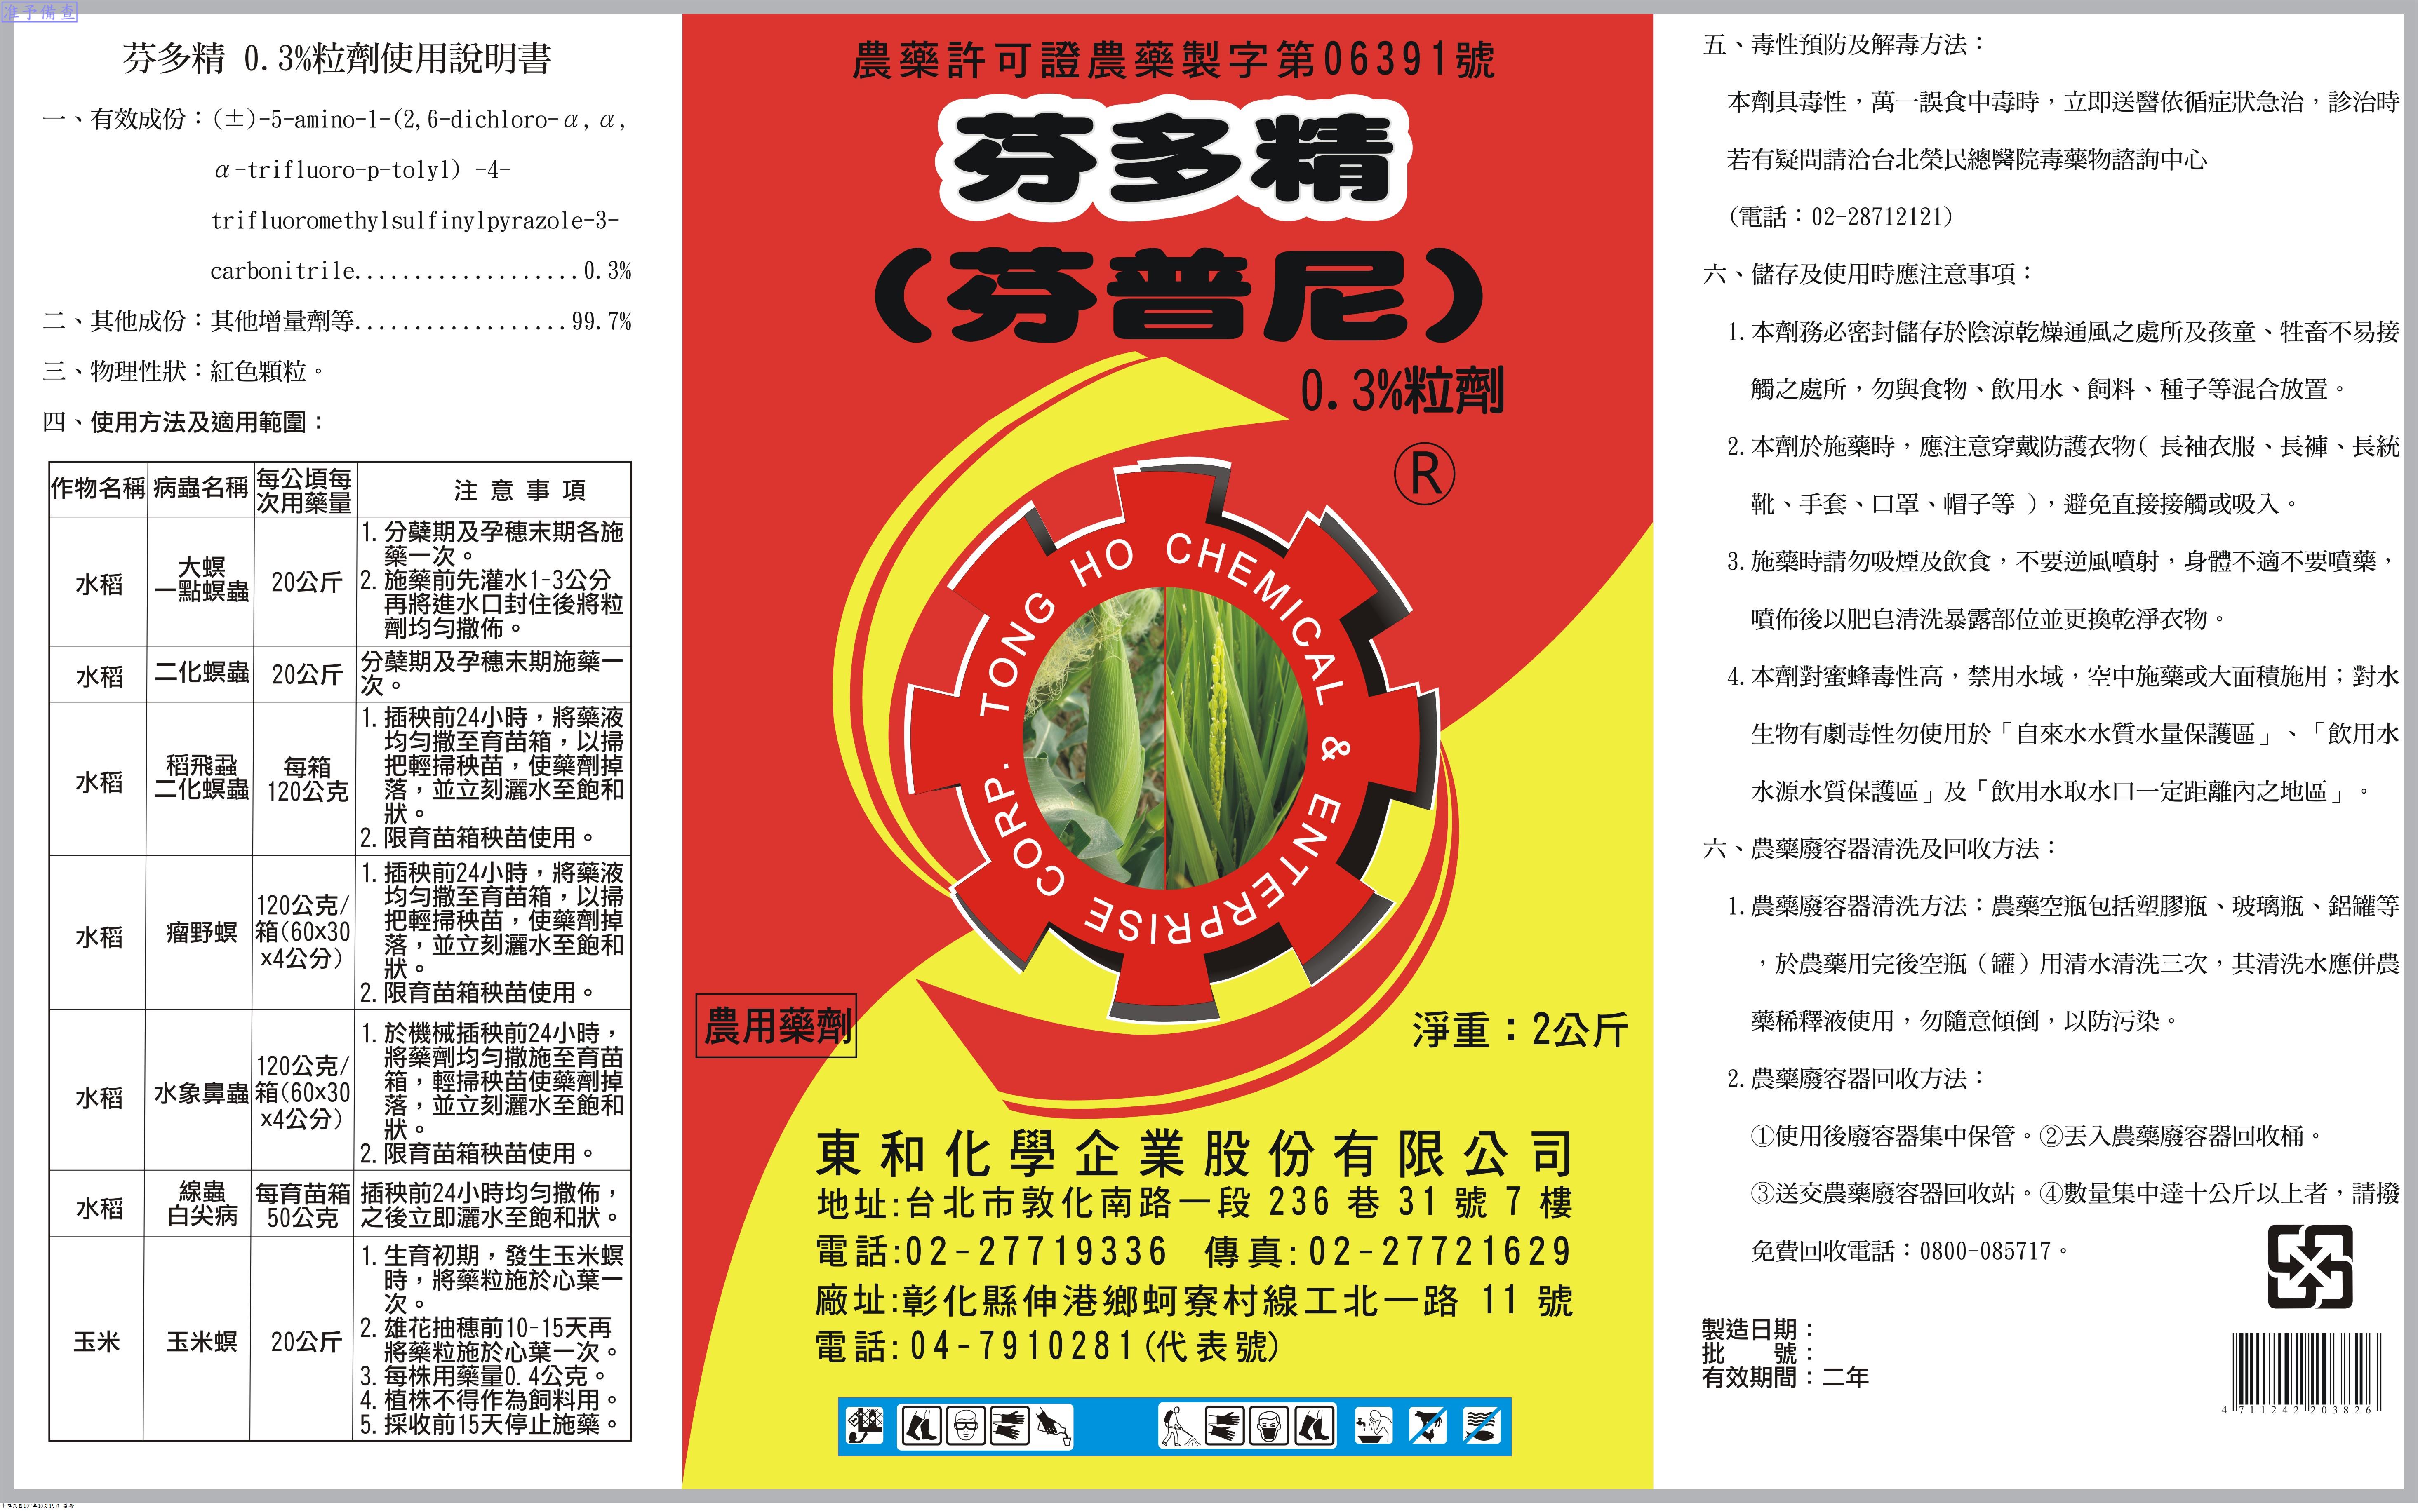 准予備查
芬多精 0.3%粒劑使用說明書
一、有效成份：(±)-5-amino-1-(2,6-dichloro-α,α,
α-trifluoro-p-tolyl) -4-
trifluoromethylsulfinylpyrazole-3-
carbonitrile...................0.3%
二、其他成份：其他增量劑等..................99.7%
三、物理性狀：紅色顆粒。
四、使用方法及適用範圍：
作物名稱 病蟲名稱 每公頃每 注意事項
次用藥量
水稻 大螟 一點螟蟲 20公斤
1. 分蘗期及孕穗末期各施
藥一次。
2. 施藥前先灌水1-3公分
再將進水口封住後將粒
劑均勻撒佈。
水稻 二化螟蟲 20公斤
分蘗期及孕穗末期施藥一
次。
水稻 稻飛蝨 二化螟蟲 每箱 120公克
1. 插秧前24小時，將藥液
均勻撒至育苗箱，以掃
把輕掃秧苗，使藥劑掉
落，並立刻灑水至飽和
狀。
2. 限育苗箱秧苗使用。
水稻 瘤野螟 120公克/箱(60x30x4公分)
1. 插秧前24小時，將藥液
均勻撒至育苗箱，以掃
把輕掃秧苗，使藥劑掉
落，並立刻灑水至飽和
狀。
2. 限育苗箱秧苗使用。
水稻 水象鼻蟲 120公克/箱(60x30x4公分)
1. 於機械插秧前24小時，
將藥劑均勻撒施至育苗
箱，輕掃秧苗使藥劑掉
落，並立刻灑水至飽和
狀。
2. 限育苗箱秧苗使用。
水稻 線蟲 白尖病 每育苗箱 50公克
插秧前24小時均勻撒佈，
之後立即灑水至飽和狀。
玉米 玉米螟 20公斤
1. 生育初期，發生玉米螟
時，將藥粒施於心葉一
次。
2. 雄花抽穗前10-15天再
將藥粒施於心葉一次。
3. 每株用藥量0.4公克。
4. 植株不得作為飼料用。
5. 採收前15天停止施藥。
農藥許可證農藥製字第06391號
芬多精
（芬普尼）
0.3%粒劑
®
TONG HO CHEMICAL & ENTERPRISE CORP.
農用藥劑
淨重：2公斤
東和化學企業股份有限公司
地址:台北市敦化南路一段 236 巷 31 號 7 樓
電話:02-27719336 傳真:02-27721629
廠址:彰化縣伸港鄉蚵寮村線工北一路 11 號
電話:04-7910281(代表號)
五、毒性預防及解毒方法：
本劑具毒性，萬一誤食中毒時，立即送醫依循症狀急治，診治時
若有疑問請洽台北榮民總醫院毒藥物諮詢中心
(電話：02-28712121)
六、儲存及使用時應注意事項：
1. 本劑務必密封儲存於陰涼乾燥通風之處所及孩童、牲畜不易接
觸之處所，勿與食物、飲用水、飼料、種子等混合放置。
2. 本劑於施藥時，應注意穿戴防護衣物( 長袖衣服、長褲、長統
靴、手套、口罩、帽子等 )，避免直接接觸或吸入。
3. 施藥時請勿吸煙及飲食，不要逆風噴射，身體不適不要噴藥，
噴佈後以肥皂清洗暴露部位並更換乾淨衣物。
4. 本劑對蜜蜂毒性高，禁用水域，空中施藥或大面積施用；對水
生物有劇毒性勿使用於「自來水水質水量保護區」、「飲用水
水源水質保護區」及「飲用水取水口一定距離內之地區」。
六、農藥廢容器清洗及回收方法：
1. 農藥廢容器清洗方法：農藥空瓶包括塑膠瓶、玻璃瓶、鋁罐等
，於農藥用完後空瓶（罐）用清水清洗三次，其清洗水應併農
藥稀釋液使用，勿隨意傾倒，以防污染。
2. 農藥廢容器回收方法：
①使用後廢容器集中保管。②丟入農藥廢容器回收桶。
③送交農藥廢容器回收站。④數量集中達十公斤以上者，請撥
免費回收電話：0800-085717。
製造日期：
批 號：
有效期間：二年
4 711242 203826